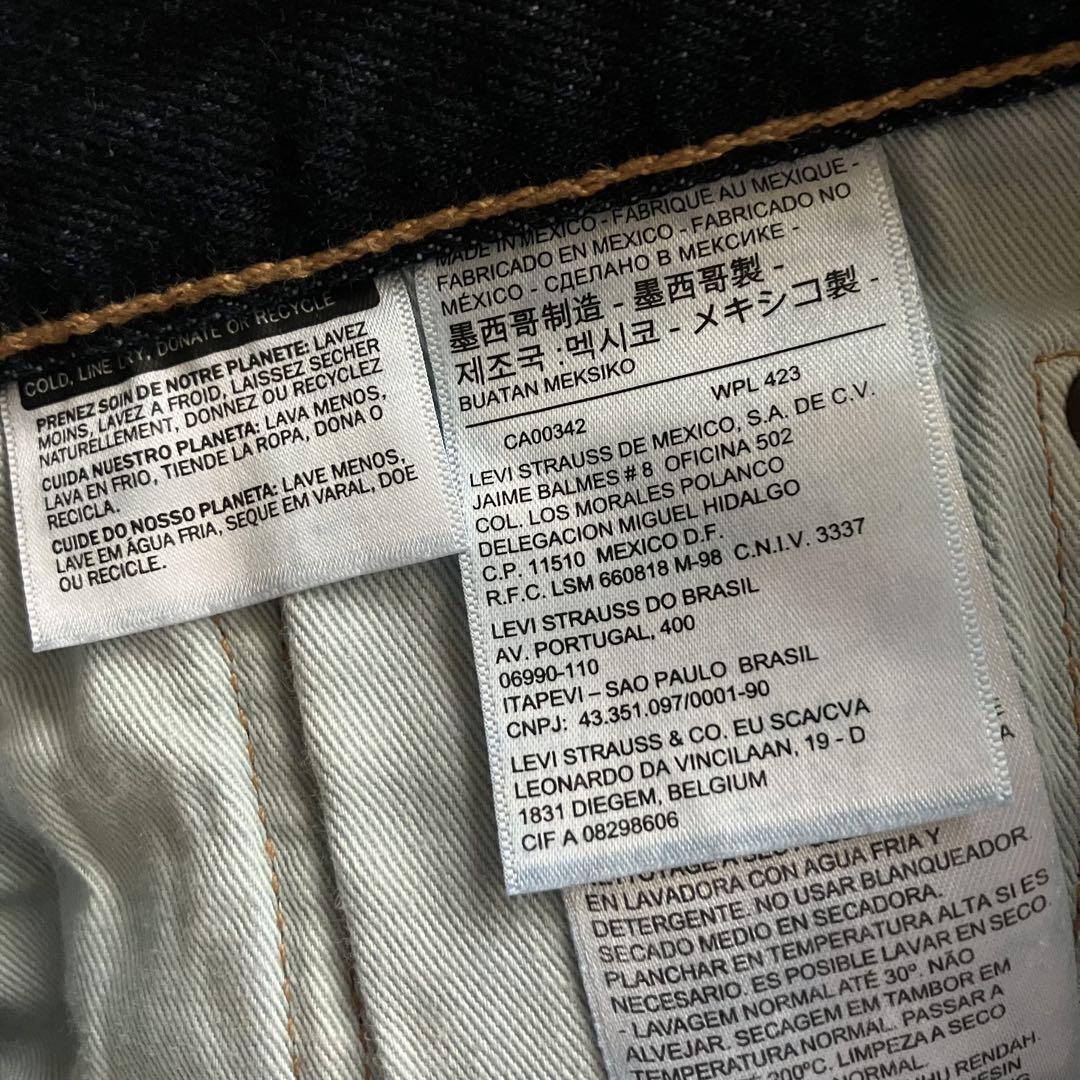 COLD, LINE DRY, DONATE OR RECYCLE
PRENEZ SOIN DE NOTRE PLANETE: LAVEZ
MOINS, LAVEZ A FROID, LAISSEZ SECHER
NATURELLEMENT, DONNEZ OU RECYCLEZ
CUIDA NUESTRO PLANETA: LAVA MENOS,
LAVA EN FRIO, TIENDE LA ROPA, DONA O
RECICLA.
CUIDE DO NOSSO PLANETA: LAVE MENOS,
LAVE EM ÁGUA FRIA, SEQUE EM VARAL, DOE
OU RECICLE.
MADE IN MEXICO - FABRIQUE AU MEXIQUE -
FABRICADO EN MEXICO - FABRICADO NO
MÉXICO - СДЕЛАНО В МЕКСИКЕ -
墨西哥制造 - 墨西哥製 -
제조국 :멕시코 - メキシコ製 -
BUATAN MEKSIKO
CA00342 WPL 423
LEVI STRAUSS DE MEXICO, S.A. DE C.V.
JAIME BALMES # 8 OFICINA 502
COL. LOS MORALES POLANCO
DELEGACION MIGUEL HIDALGO
C.P. 11510 MEXICO D.F.
R.F.C. LSM 660818 M-98 C.N.I.V. 3337
LEVI STRAUSS DO BRASIL
AV. PORTUGAL, 400
06990-110
ITAPEVI – SAO PAULO BRASIL
CNPJ: 43.351.097/0001-90
LEVI STRAUSS & CO. EU SCA/CVA
LEONARDO DA VINCILAAN, 19 - D
1831 DIEGEM, BELGIUM
CIF A 08298606
EN LAVADORA CON AGUA FRIA Y
DETERGENTE. NO USAR BLANQUEADOR
SECADO MEDIO EN SECADORA.
PLANCHAR EN TEMPERATURA ALTA SI ES
NECESARIO. ES POSIBLE LAVAR EN SECO.
- LAVAGEM NORMAL ATÉ 30º. NÃO
ALVEJAR. SECAGEM EM TAMBOR EM
TEMPERATURA NORMAL. PASSAR A
200ºC. LIMPEZA A SECO
NORMAL.
RENDAH.